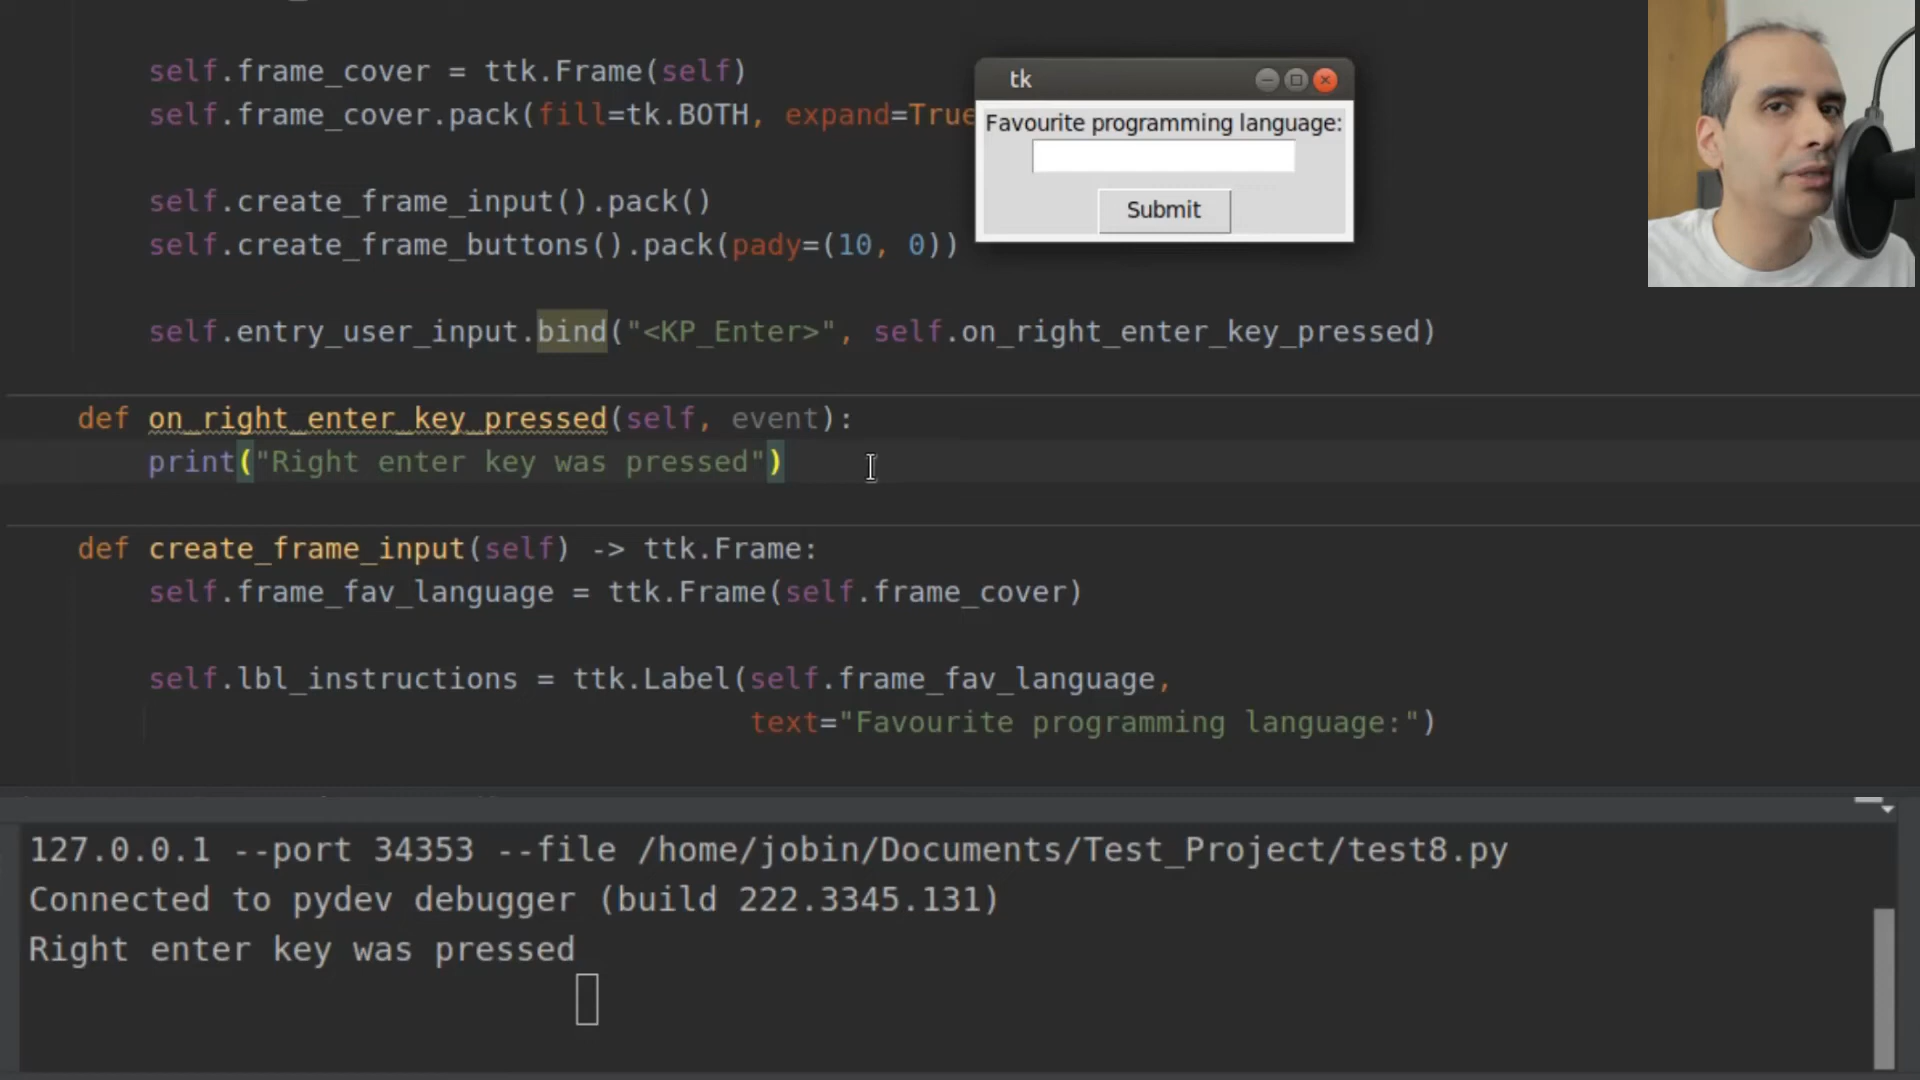 self.frame_cover = ttk.Frame(self)
self.frame_cover.pack(fill=tk.BOTH, expand=True
self.create_frame_input().pack()
self.create_frame_buttons().pack(pady=(10, 0))
self.entry_user_input.bind("<KP_Enter>", self.on_right_enter_key_pressed)
def on_right_enter_key_pressed(self, event):
print("Right enter key was pressed")
def create_frame_input(self) -> ttk.Frame:
self.frame_fav_language = ttk.Frame(self.frame_cover)
self.lbl_instructions = ttk.Label(self.frame_fav_language,
text="Favourite programming language:")
tk
Favourite programming language:
Submit
127.0.0.1 --port 34353 --file /home/jobin/Documents/Test_Project/test8.py
Connected to pydev debugger (build 222.3345.131)
Right enter key was pressed